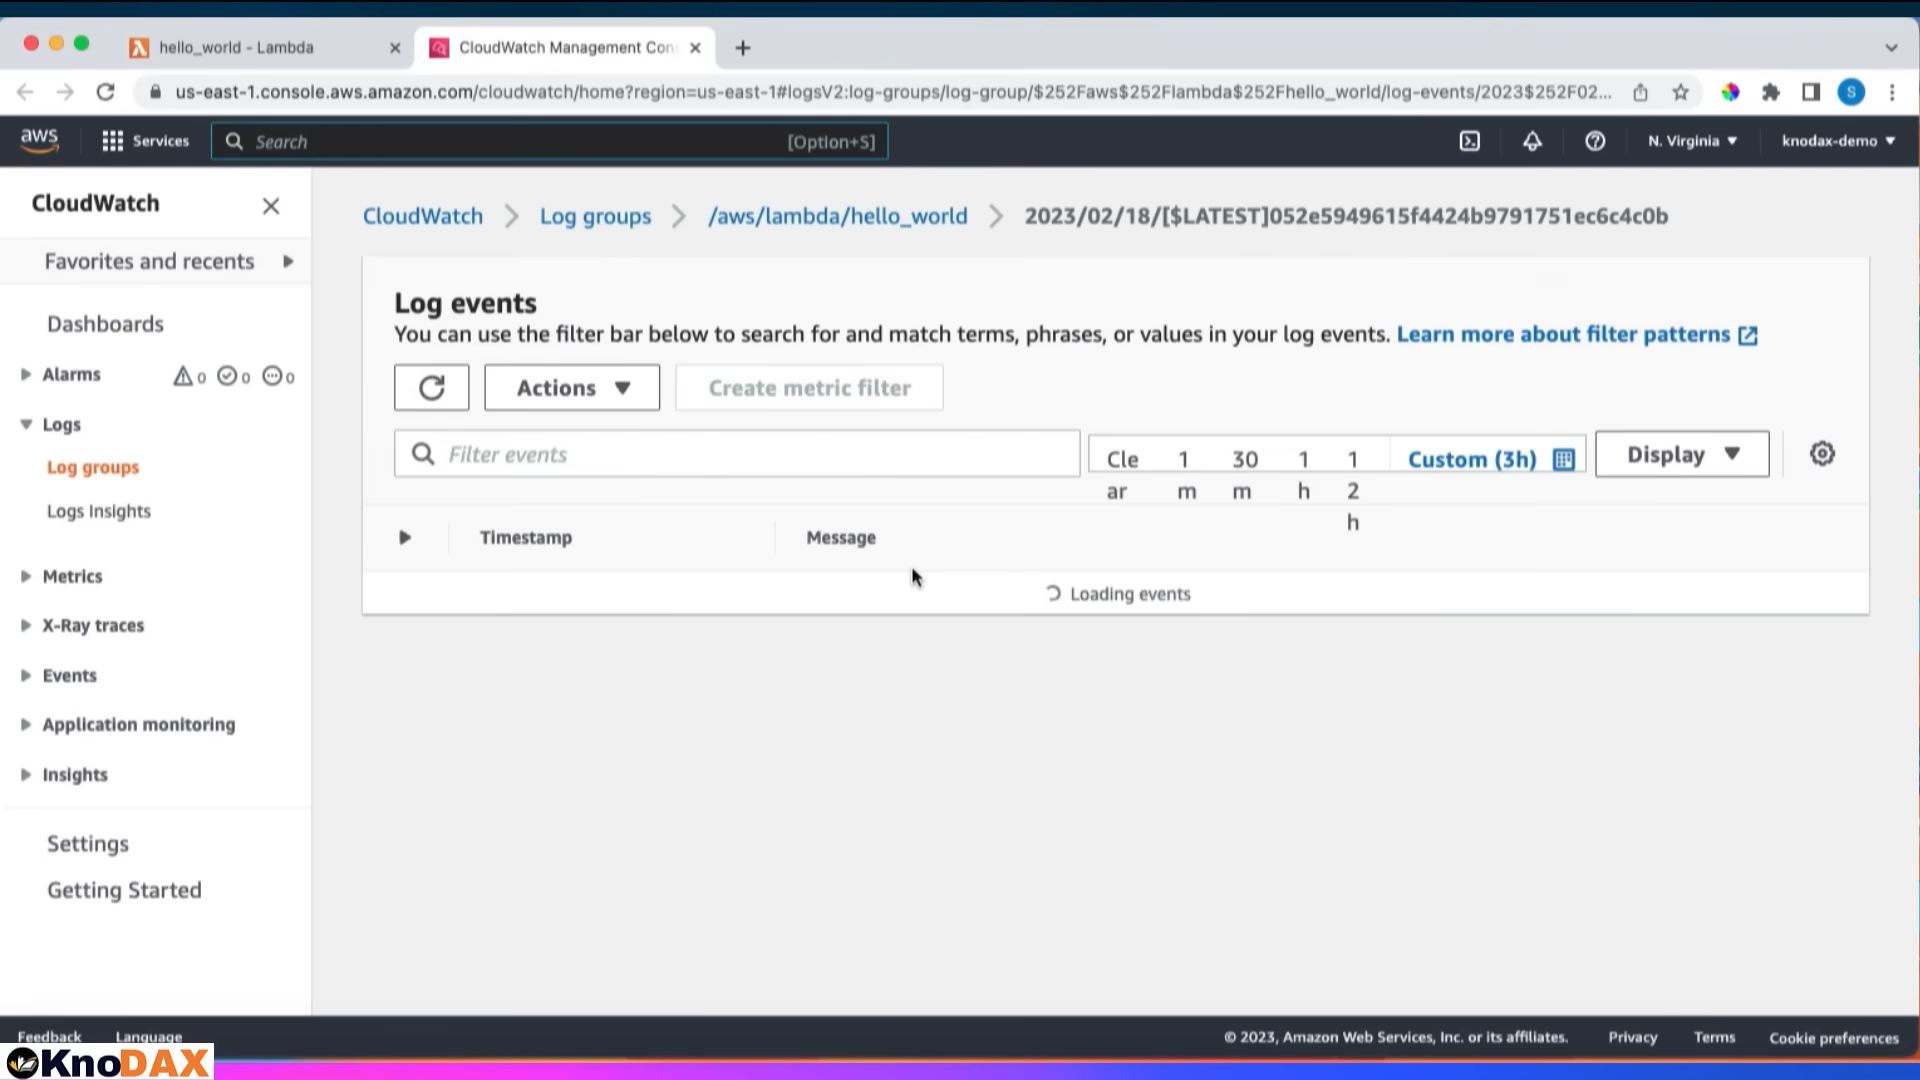 hello_world - Lambda
CloudWatch Management Con
us-east-1.console.aws.amazon.com/cloudwatch/home?region=us-east-1#logsV2:log-groups/log-group/$252Faws$252Flambda$252Fhello_world/log-events/2023$252F02...
S
aws
Services
Search
[Option+S]
N. Virginia
knodax-demo
CloudWatch
Favorites and recents
Dashboards
Alarms 0 0 0
Logs
Log groups
Logs Insights
Metrics
X-Ray traces
Events
Application monitoring
Insights
Settings
Getting Started
CloudWatch
Log groups
/aws/lambda/hello_world
2023/02/18/[$LATEST]052e5949615f4424b9791751ec6c4c0b
Log events
You can use the filter bar below to search for and match terms, phrases, or values in your log events. Learn more about filter patterns
Actions
Create metric filter
Filter events
Cle 1 30 1 1 Custom (3h)
ar m m h 2
h
Display
Timestamp
Message
Loading events
Feedback
Language
© 2023, Amazon Web Services, Inc. or its affiliates.
Privacy
Terms
Cookie preferences
KnoDAX